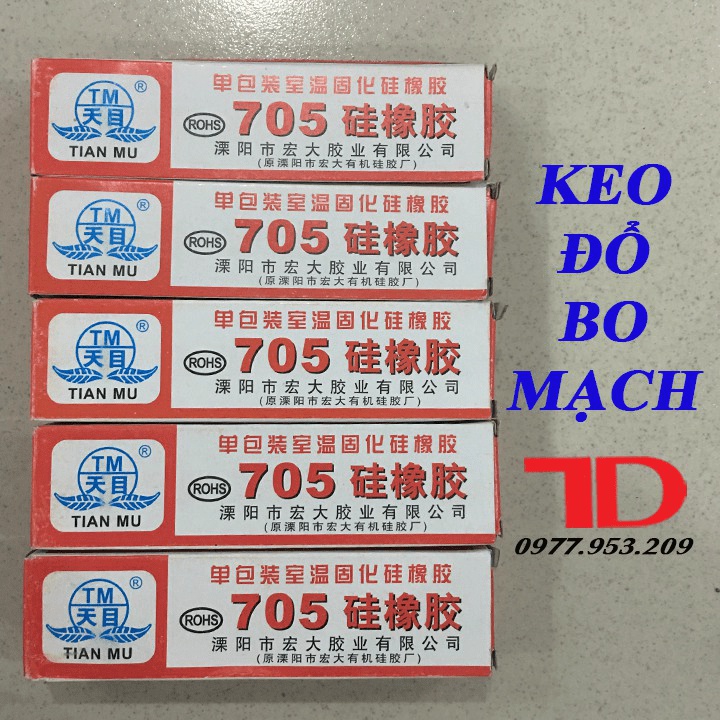 TM
天目
®
TIAN MU
单包装室温固化硅橡胶
ROHS 705 硅橡胶
溧阳市宏大胶业有限公司
(原溧阳市宏大有机硅胶厂)
TM
天目
®
TIAN MU
单包装室温固化硅橡胶
ROHS 705 硅橡胶
溧阳市宏大胶业有限公司
(原溧阳市宏大有机硅胶厂)
TM
天目
®
TIAN MU
单包装室温固化硅橡胶
ROHS 705 硅橡胶
溧阳市宏大胶业有限公司
(原溧阳市宏大有机硅胶厂)
TM
天目
®
TIAN MU
单包装室温固化硅橡胶
ROHS 705 硅橡胶
溧阳市宏大胶业有限公司
(原溧阳市宏大有机硅胶厂)
TM
天目
®
TIAN MU
单包装室温固化硅橡胶
ROHS 705 硅橡胶
溧阳市宏大胶业有限公司
(原溧阳市宏大有机硅胶厂)
KEO
ĐỔ
BO
MẠCH
TD
0977.953.209